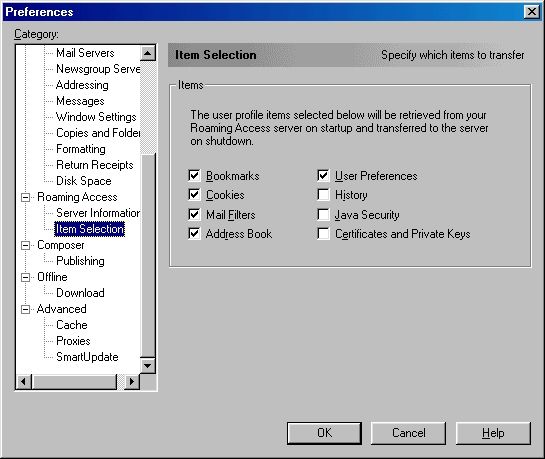 Preferences
Category:
Mail Servers
Newsgroup Serve
Addressing
Messages
Window Settings
Copies and Folder
Formatting
Return Receipts
Disk Space
Roaming Access
Server Information
Item Selection
Composer
Publishing
Offline
Download
Advanced
Cache
Proxies
SmartUpdate
Item Selection
Specify which items to transfer
Items
The user profile items selected below will be retrieved from your
Roaming Access server on startup and transferred to the server
on shutdown.
Bookmarks
User Preferences
Cookies
History
Mail Filters
Java Security
Address Book
Certificates and Private Keys
OK
Cancel
Help